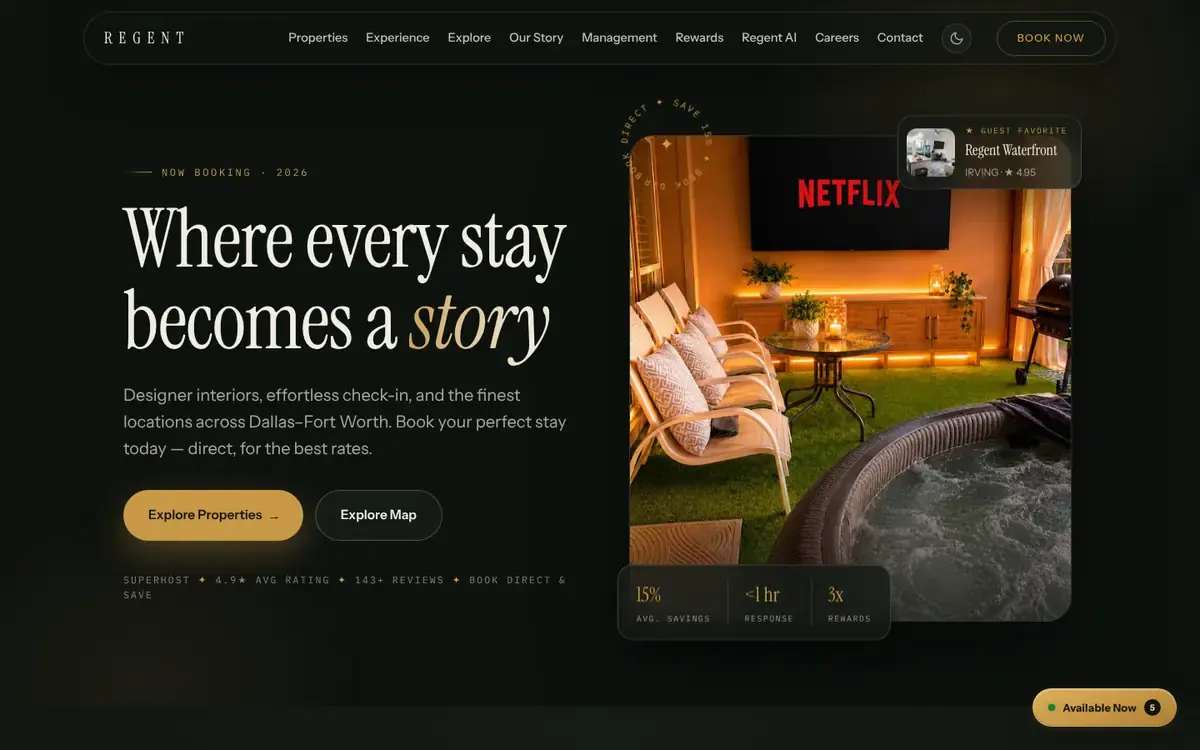 REGENT
Properties Experience Explore Our Story Management Rewards Regent AI Careers Contact BOOK NOW
NOW BOOKING · 2026
Where every stay
becomes a story
Designer interiors, effortless check-in, and the finest
locations across Dallas–Fort Worth. Book your perfect stay
today — direct, for the best rates.
Explore Properties →
Explore Map
SUPERHOST ✦ 4.9★ AVG RATING ✦ 143+ REVIEWS ✦ BOOK DIRECT &
SAVE
DIRECT ✦ SAVE 15
★ GUEST FAVORITE
Regent Waterfront
IRVING · ★ 4.95
NETFLIX
15%
AVG. SAVINGS
<1 hr
RESPONSE
3x
REWARDS
Available Now 5